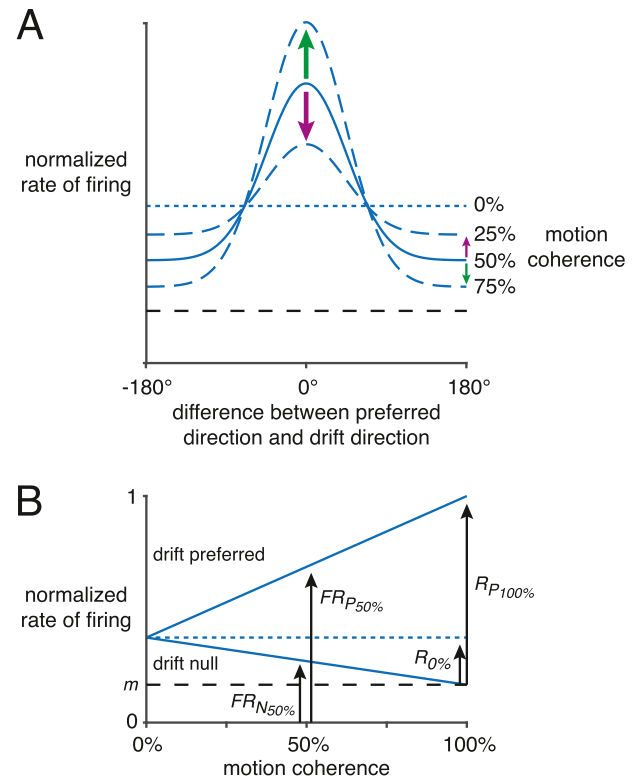 A
normalized
rate of firing
0%
25%
50%
75%
motion
coherence
-180°
0°
180°
difference between preferred
direction and drift direction
B
1
drift preferred
normalized
rate of firing
FRP50%
RP100%
R0%
drift null
m
FRN50%
0
0%
50%
100%
motion coherence